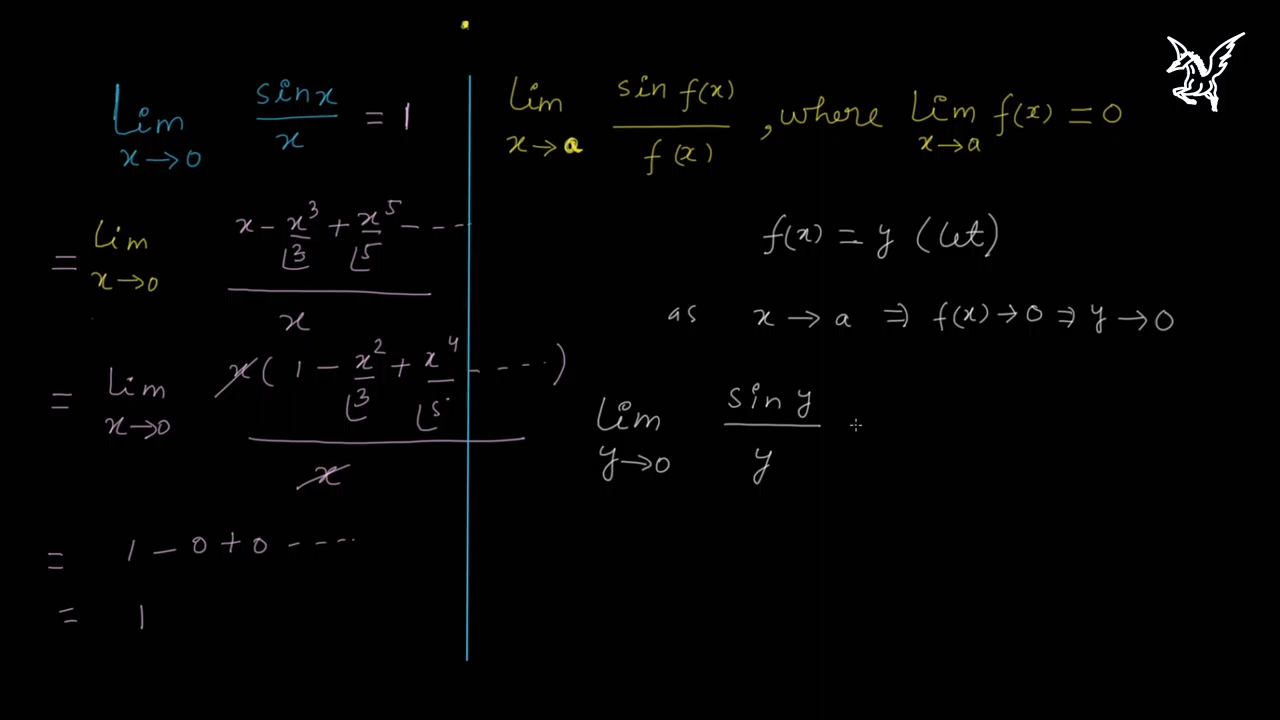 Lim x→0 sinx/x = 1
= lim x→0 (x - x³/⌊3 + x⁵/⌊5 - - - -)/x
= lim x→0 x(1 - x²/⌊3 + x⁴/⌊5 - - - -)/x
= 1 - 0 + 0 - - - -
= 1
lim x→a sin f(x)/f(x) , where lim x→a f(x) = 0
f(x) = y (let)
as x → a ⇒ f(x) → 0 ⇒ y → 0
lim y→0 sin y/y